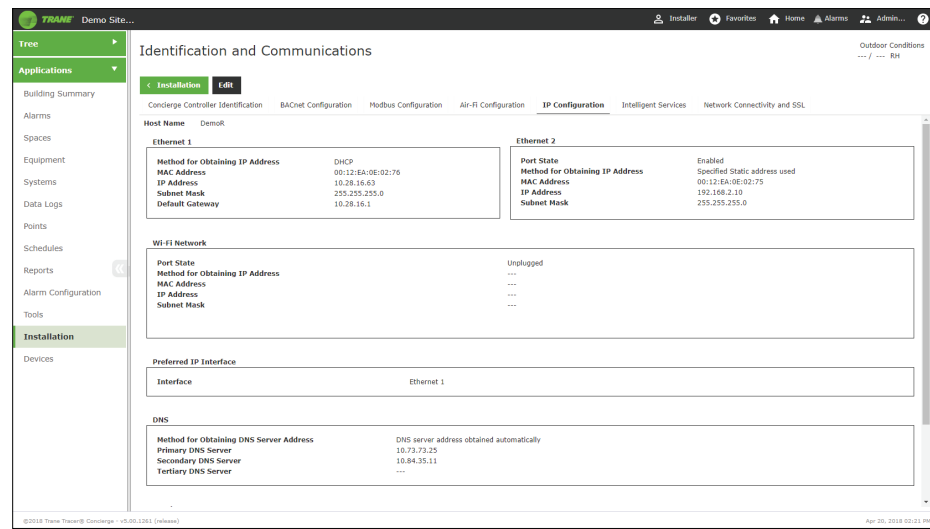 TRANE Demo Site...
Installer Favorites Home Alarms Admin... ?
Tree
Applications
Building Summary
Alarms
Spaces
Equipment
Systems
Data Logs
Points
Schedules
Reports
Alarm Configuration
Tools
Installation
Devices
Identification and Communications
Outdoor Conditions
--- / --- RH
< Installation Edit
Concierge Controller Identification BACnet Configuration Modbus Configuration Air-Fi Configuration IP Configuration Intelligent Services Network Connectivity and SSL
Host Name DemoR
Ethernet 1
Method for Obtaining IP Address DHCP
MAC Address 00:12:EA:0E:02:76
IP Address 10.28.16.63
Subnet Mask 255.255.255.0
Default Gateway 10.28.16.1
Ethernet 2
Port State Enabled
Method for Obtaining IP Address Specified Static address used
MAC Address 00:12:EA:0E:02:75
IP Address 192.168.2.10
Subnet Mask 255.255.255.0
Wi-Fi Network
Port State Unplugged
Method for Obtaining IP Address ---
MAC Address ---
IP Address ---
Subnet Mask ---
Preferred IP Interface
Interface Ethernet 1
DNS
Method for Obtaining DNS Server Address DNS server address obtained automatically
Primary DNS Server 10.73.73.25
Secondary DNS Server 10.84.35.11
Tertiary DNS Server ---
©2018 Trane Tracer® Concierge - v5.00.1261 (release)
Apr 20, 2018 02:21 PM